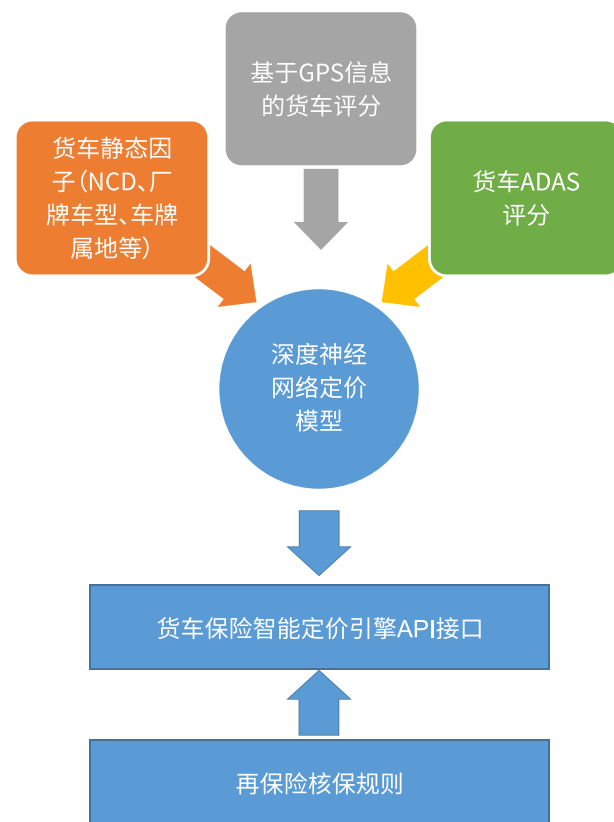 基于GPS信息
的货车评分
货车静态因
子(NCD、厂
牌车型、车牌
属地等)
货车ADAS
评分
深度神经
网络定价
模型
货车保险智能定价引擎API接口
再保险核保规则